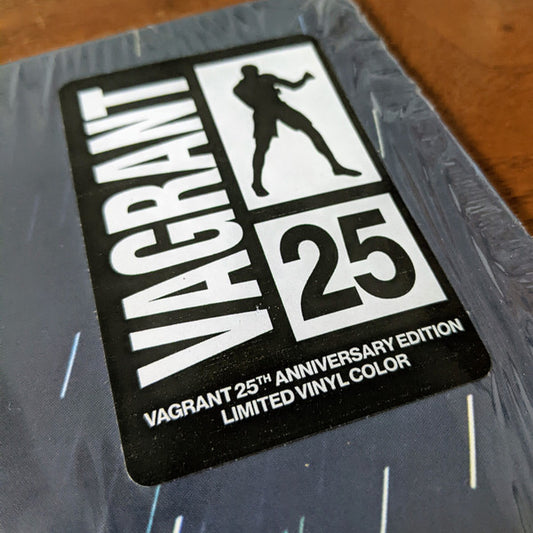 VAGRANT
25
VAGRANT 25TH ANNIVERSARY EDITION
LIMITED VINYL COLOR